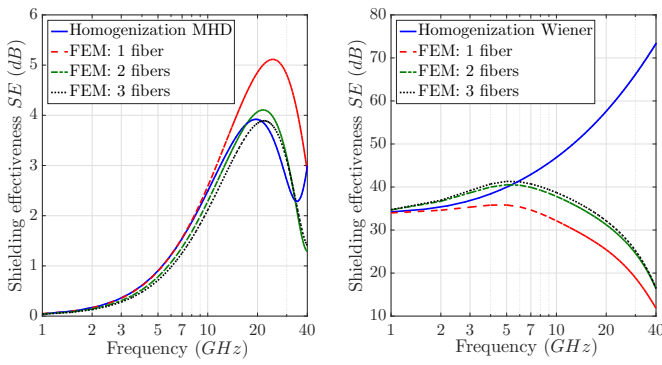 Homogenization MHD
FEM: 1 fiber
FEM: 2 fibers
FEM: 3 fibers
Shielding effectiveness SE (dB)
6
5
4
3
2
1
0
1 2 3 5 7 10 20 40
Frequency (GHz)
Homogenization Wiener
FEM: 1 fiber
FEM: 2 fibers
FEM: 3 fibers
Shielding effectiveness SE (dB)
80
70
60
50
40
30
20
10
1 2 3 5 7 10 20 40
Frequency (GHz)